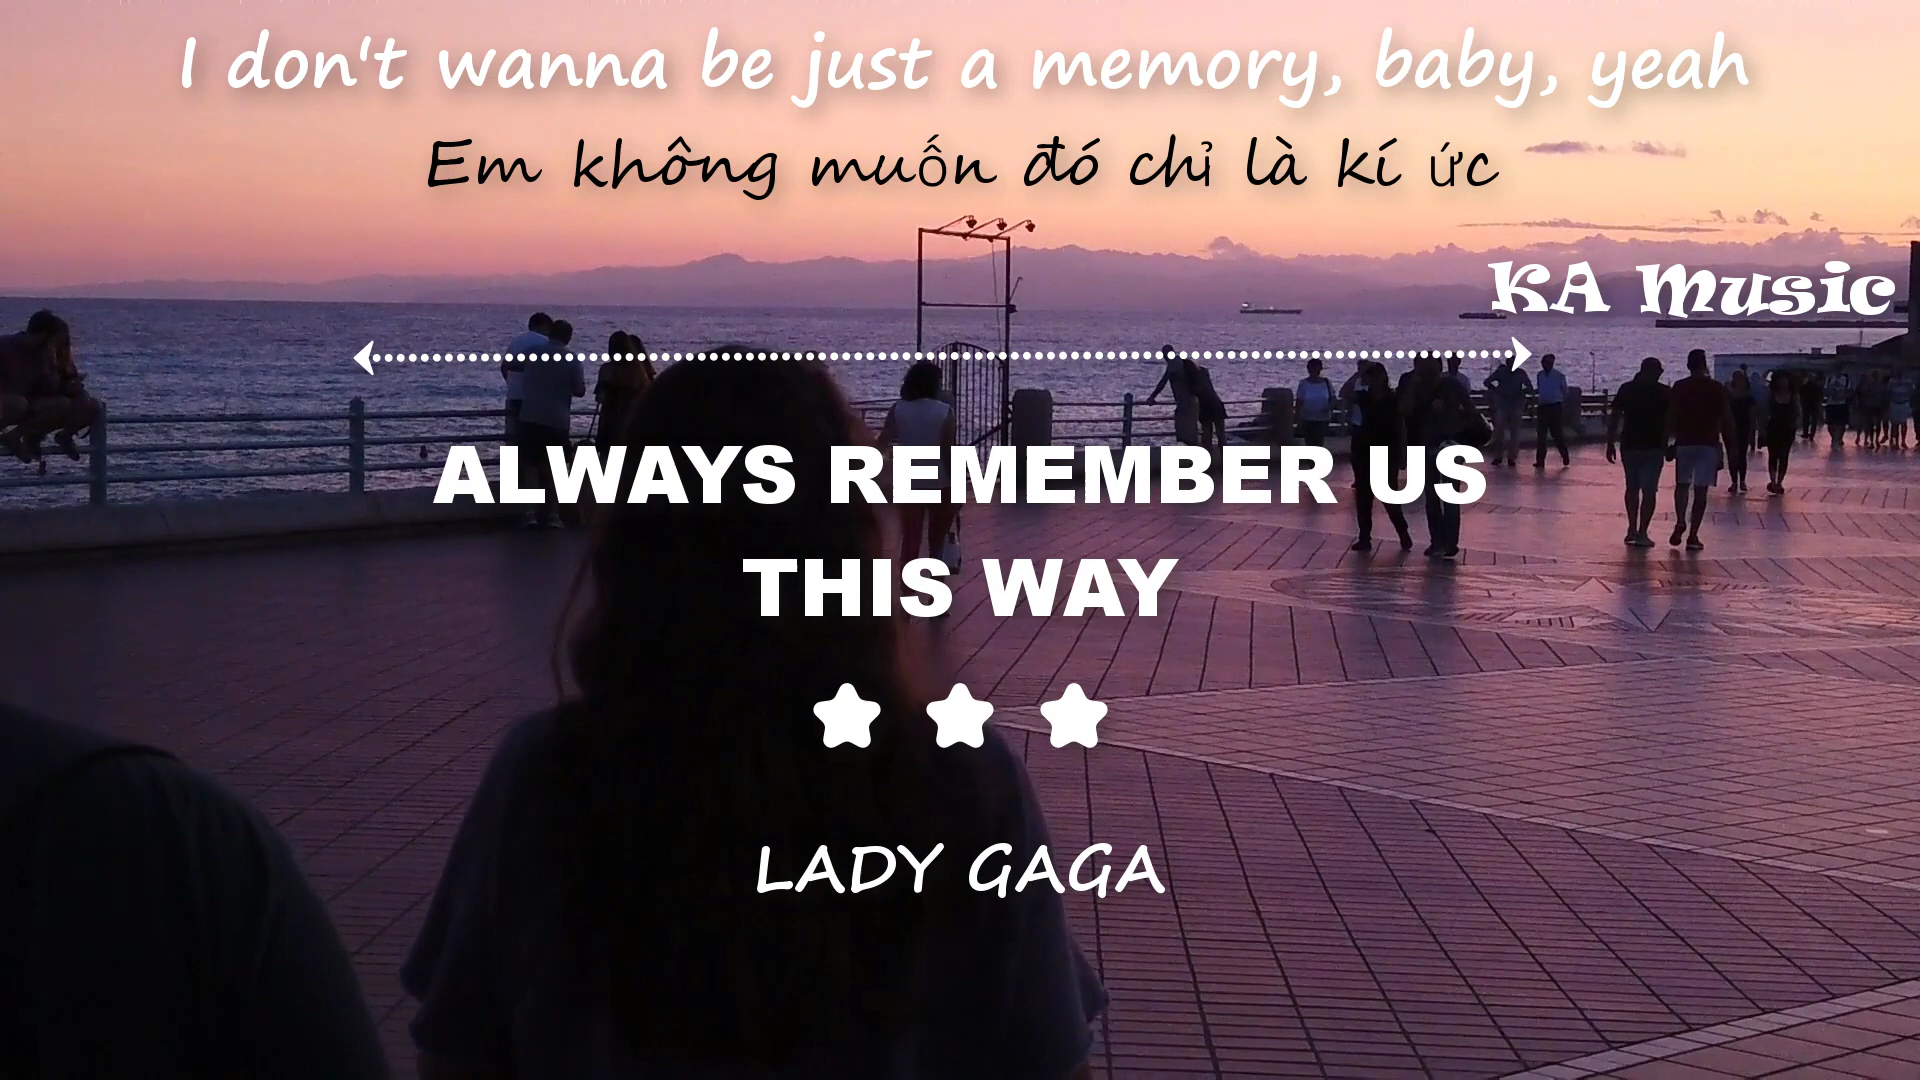 I don't wanna be just a memory, baby, yeah
Em không muốn đó chỉ là kí ức
KA Music
ALWAYS REMEMBER US
THIS WAY
LADY GAGA